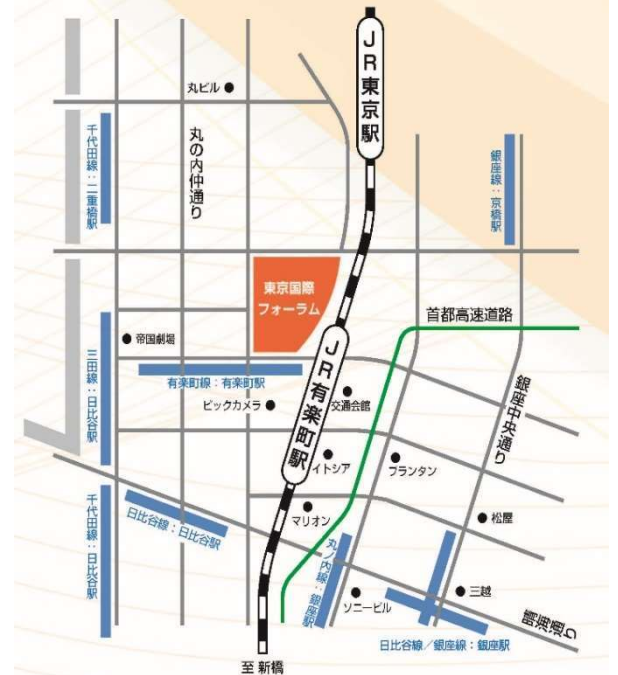 JR東京駅
丸ビル
千代田線:二重橋駅
丸の内仲通り
銀座線:京橋駅
東京国際
フォーラム
首都高速道路
帝国劇場
三田線:日比谷駅
有楽町線:有楽町駅
JR有楽町駅
ビックカメラ
交通会館
銀座中央通り
イトシア
プランタン
マリオン
松屋
日比谷線:日比谷駅
千代田線:日比谷駅
丸ノ内線:銀座駅
ソニービル
三越
晴海通り
日比谷線/銀座線:銀座駅
至 新橋